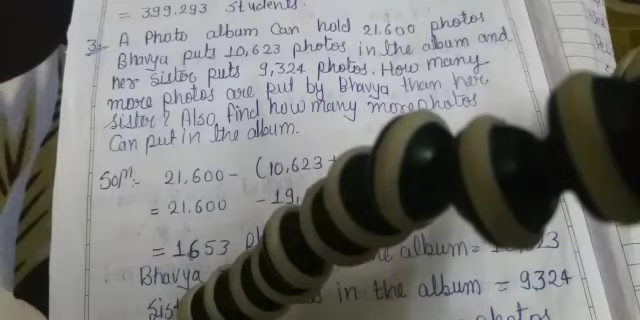 = 399,293 students.
3- A Photo album Can hold 21,600 photos
Bhavya puts 10,623 photos in the album and
her sister puts 9,324 photos. How many
more photos are put by Bhavya than her
sister? Also find how many more photos
Can put in the album.
Soln:- 21,600 - (10,623 +
= 21,600 - 19,
= 1653
album =
Bhavya
in the album = 9324
photos